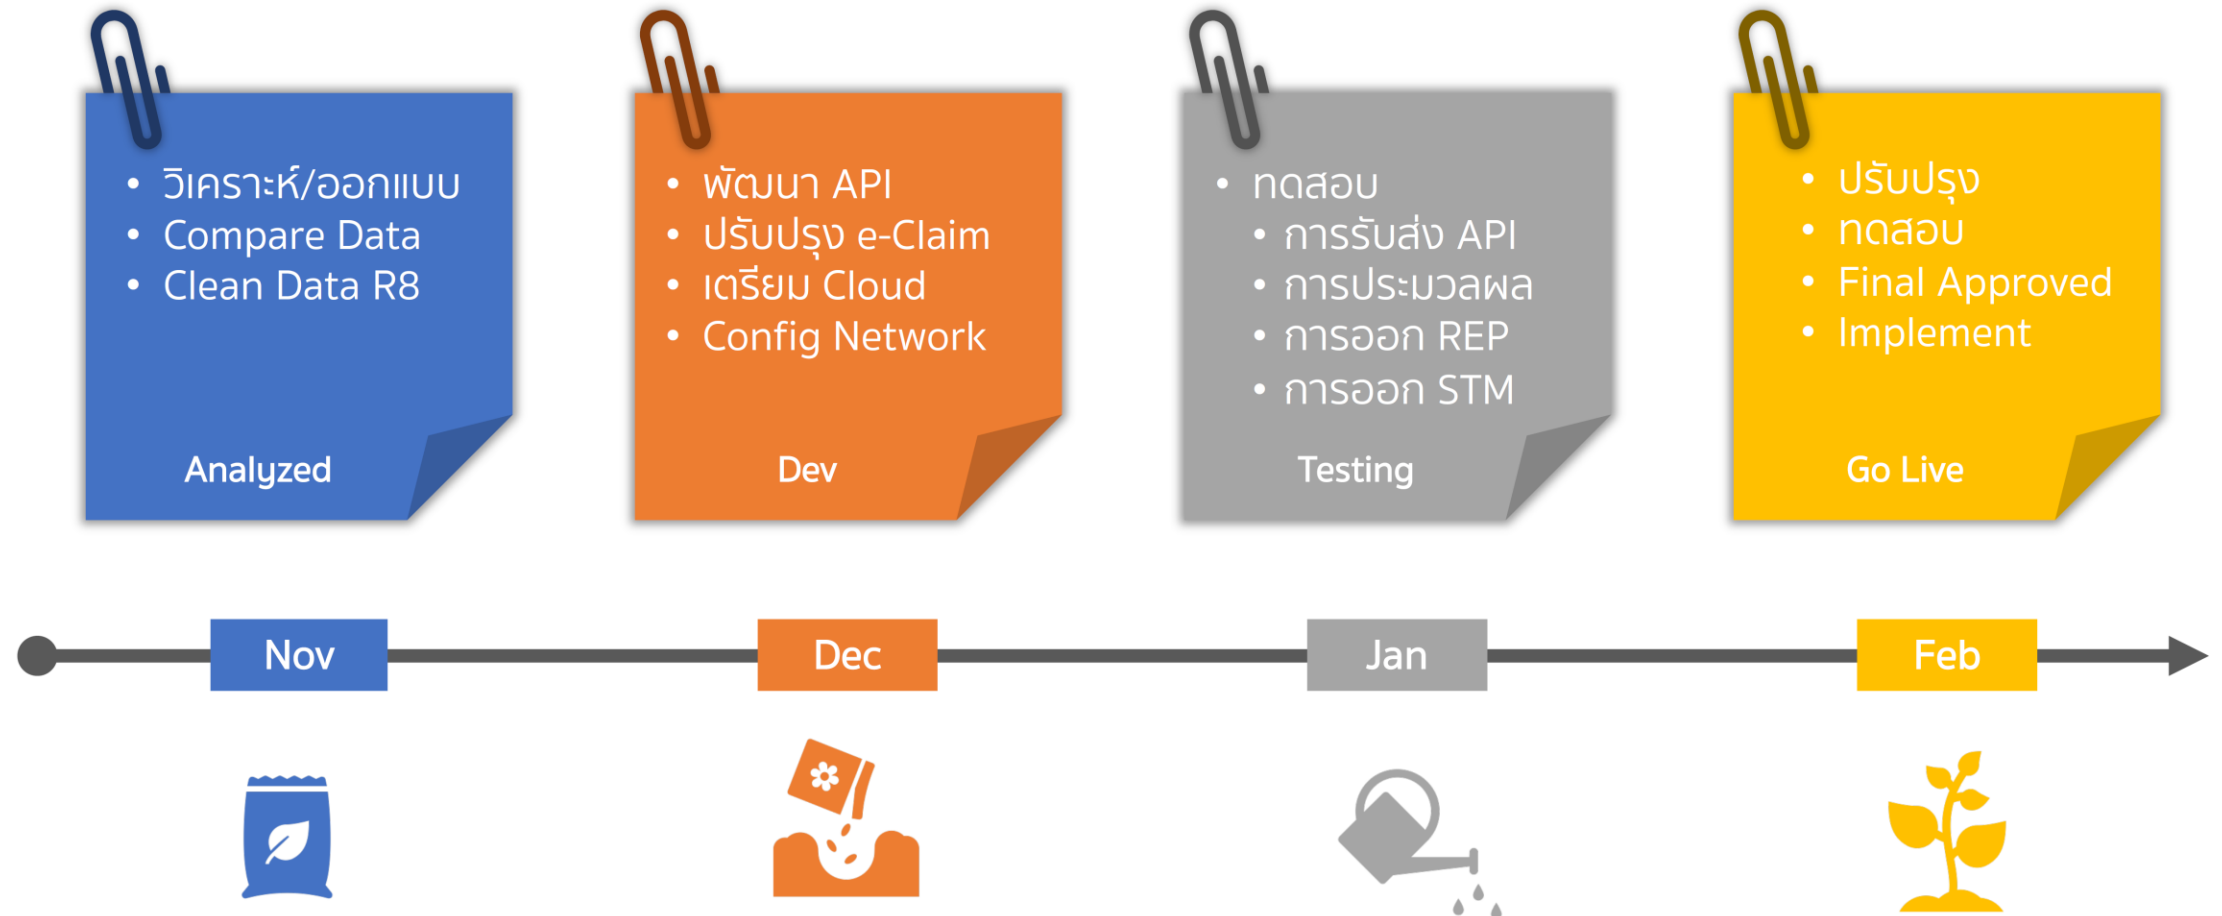 • วิเคราะห์/ออกแบบ
• Compare Data
• Clean Data R8
Analyzed
• พัฒนา API
• ปรับปรุง e-Claim
• เตรียม Cloud
• Config Network
Dev
• ทดสอบ
• การรับส่ง API
• การประมวลผล
• การออก REP
• การออก STM
Testing
• ปรับปรุง
• ทดสอบ
• Final Approved
• Implement
Go Live
Nov
Dec
Jan
Feb